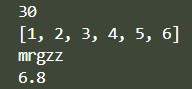 30
[1, 2, 3, 4, 5, 6]
mrgzz
6.8